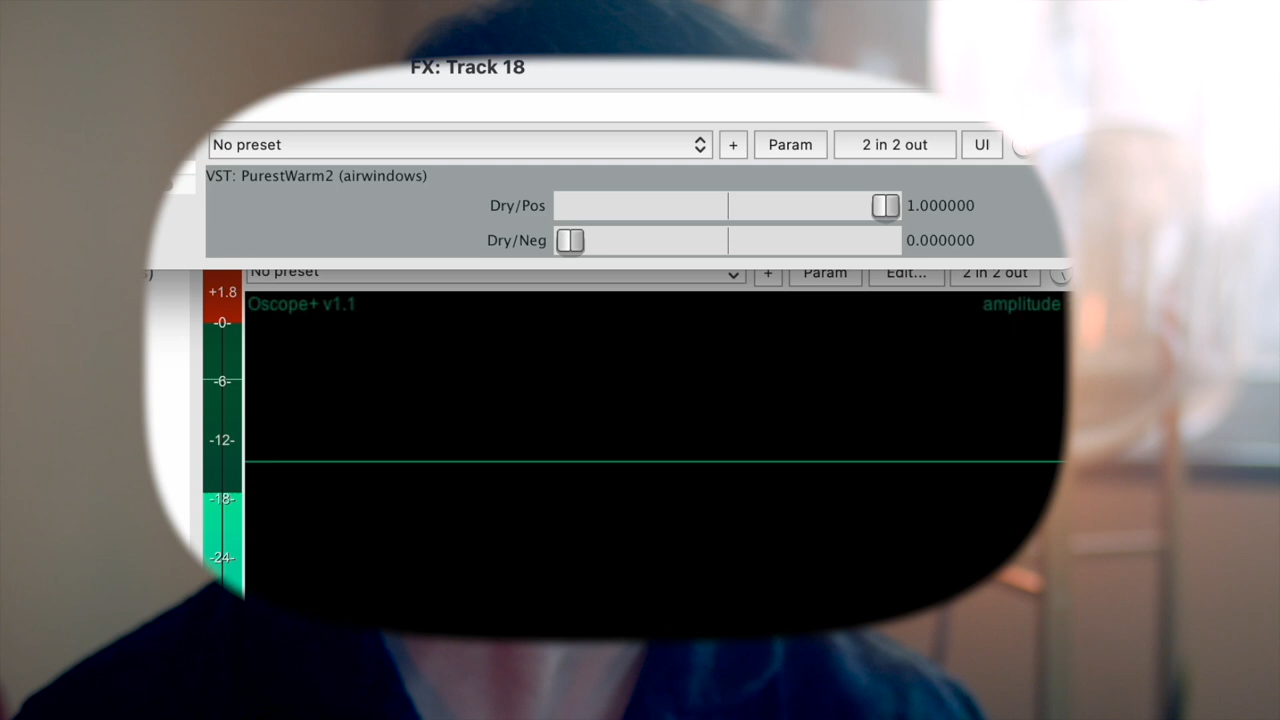 FX: Track 18
No preset
+
Param
2 in 2 out
UI
VST: PurestWarm2 (airwindows)
Dry/Pos
1.000000
Dry/Neg
0.000000
No preset
+
Param
Edit...
2 in 2 out
+1.8
-0-
-6-
-12-
-18-
-24-
Oscope+ v1.1
amplitude